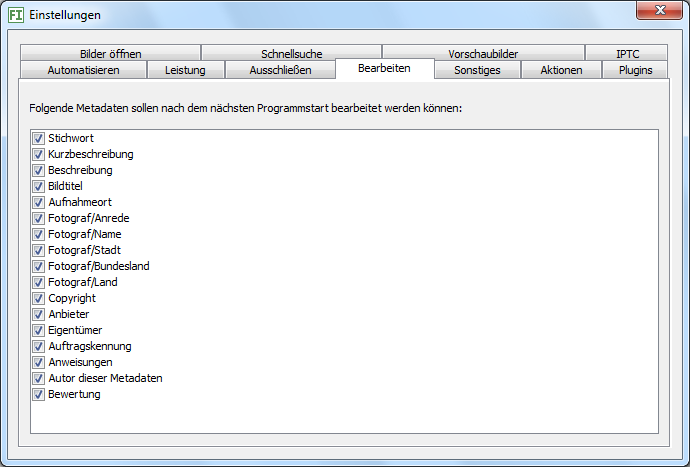 FI Einstellungen
Bilder öffnen Schnellsuche Vorschaubilder IPTC
Automatisieren Leistung Ausschließen Bearbeiten Sonstiges Aktionen Plugins
Folgende Metadaten sollen nach dem nächsten Programmstart bearbeitet werden können:
Stichwort
Kurzbeschreibung
Beschreibung
Bildtitel
Aufnahmeort
Fotograf/Anrede
Fotograf/Name
Fotograf/Stadt
Fotograf/Bundesland
Fotograf/Land
Copyright
Anbieter
Eigentümer
Auftragskennung
Anweisungen
Autor dieser Metadaten
Bewertung